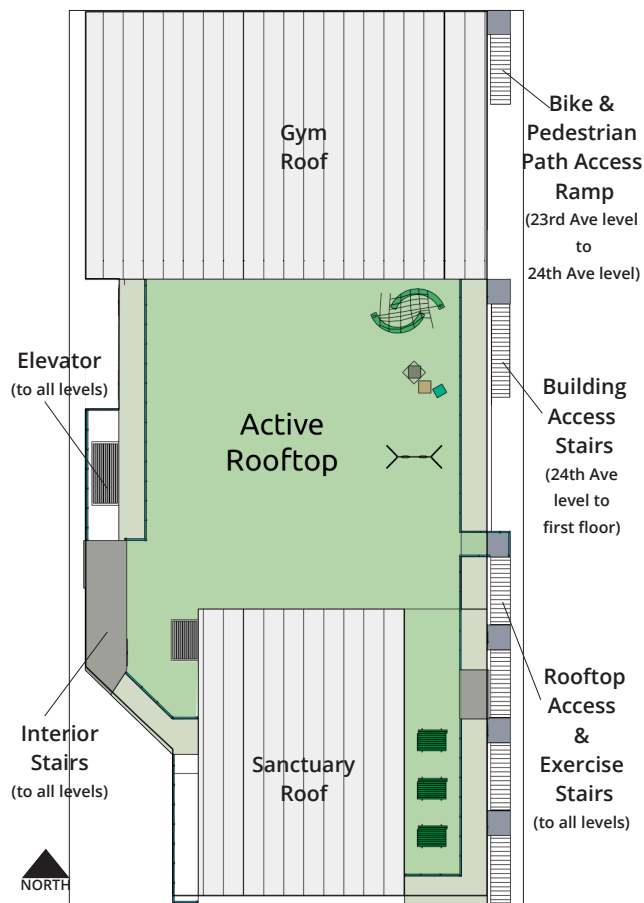 Gym
Roof
Bike &
Pedestrian
Path Access
Ramp
(23rd Ave level
to
24th Ave level)
Elevator
(to all levels)
Active
Rooftop
Building
Access
Stairs
(24th Ave
level to
first floor)
Interior
Stairs
(to all levels)
Sanctuary
Roof
Rooftop
Access
&
Exercise
Stairs
(to all levels)
NORTH